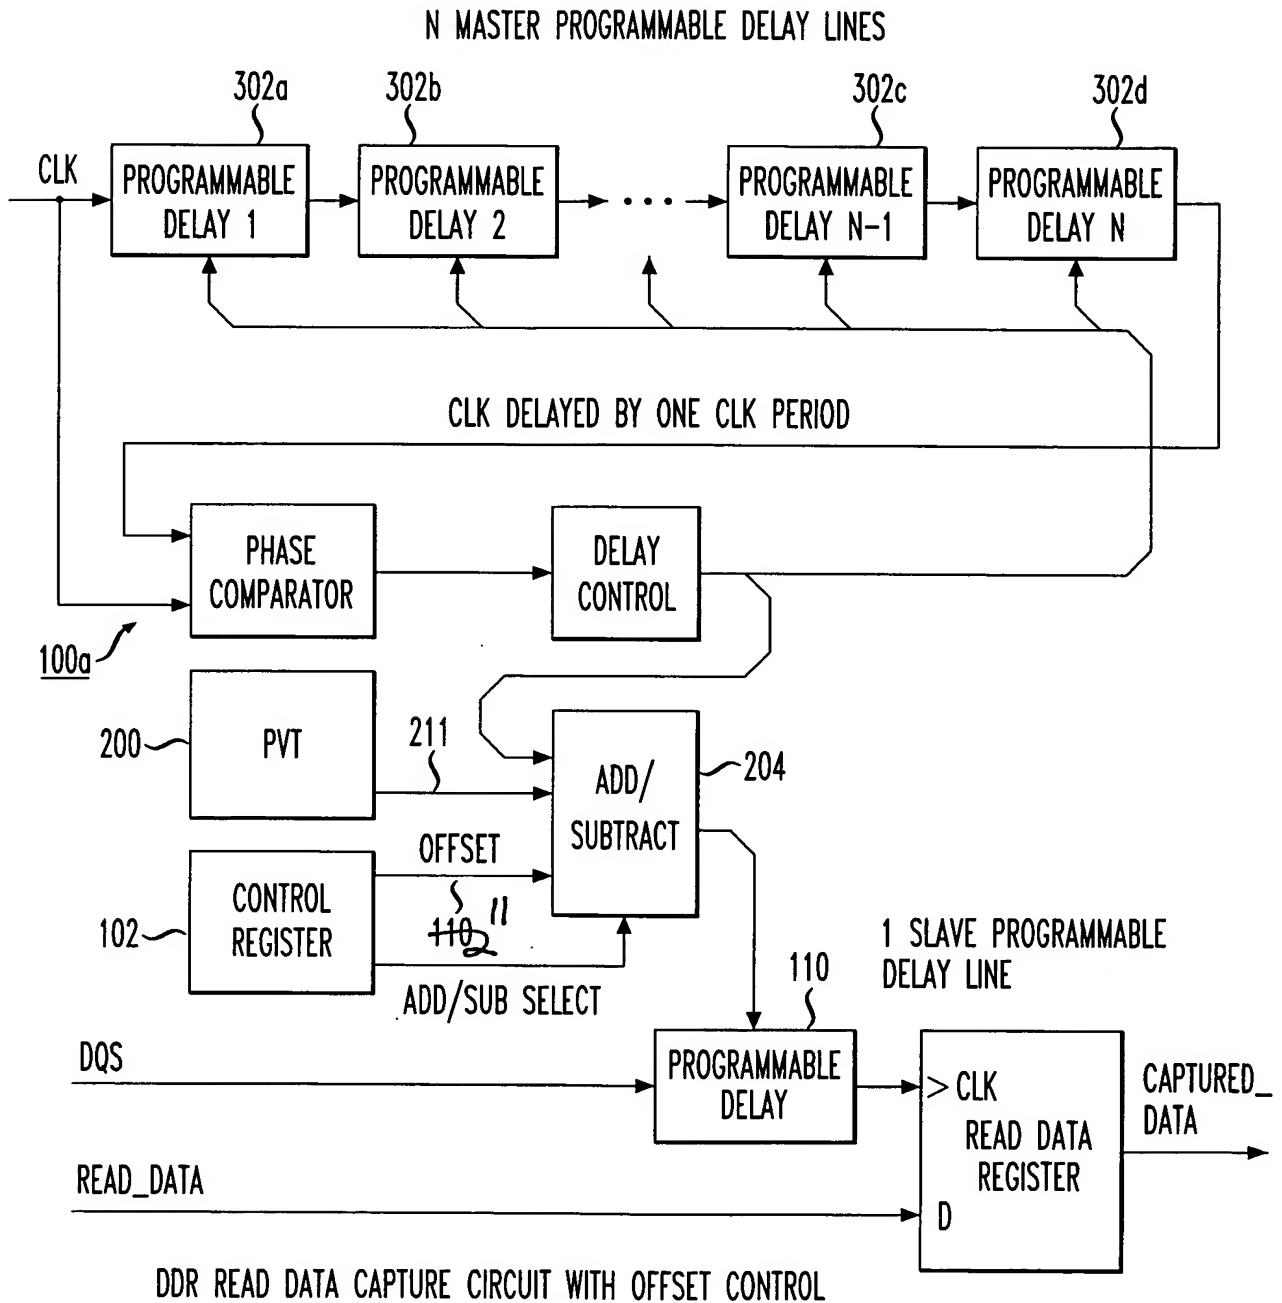 N MASTER PROGRAMMABLE DELAY LINES
302a
302b
302c
302d
CLK
PROGRAMMABLE
DELAY 1
PROGRAMMABLE
DELAY 2
• • •
PROGRAMMABLE
DELAY N-1
PROGRAMMABLE
DELAY N
CLK DELAYED BY ONE CLK PERIOD
PHASE
COMPARATOR
DELAY
CONTROL
100a
200
PVT
211
ADD/
SUBTRACT
204
OFFSET
102
CONTROL
REGISTER
110
ADD/SUB SELECT
110
1 SLAVE PROGRAMMABLE
DELAY LINE
DQS
PROGRAMMABLE
DELAY
> CLK
READ DATA
REGISTER
D
CAPTURED_
DATA
READ_DATA
DDR READ DATA CAPTURE CIRCUIT WITH OFFSET CONTROL